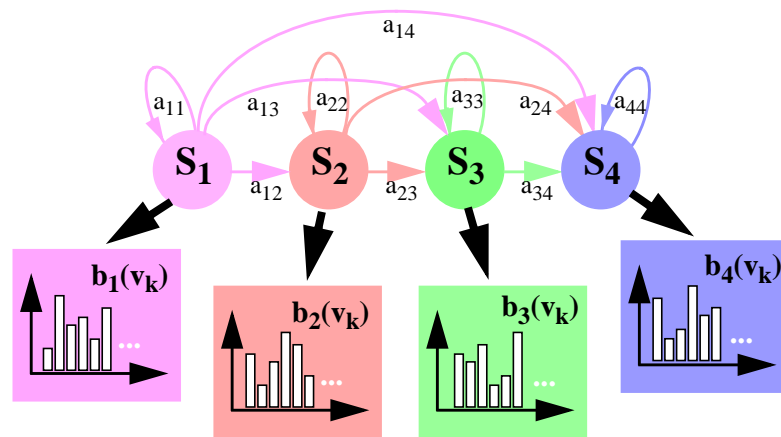 a14
a11
a13
a22
a33
a24
a44
S1
S2
S3
S4
a12
a23
a34
b1(vk)
b2(vk)
b3(vk)
b4(vk)
...
...
...
...